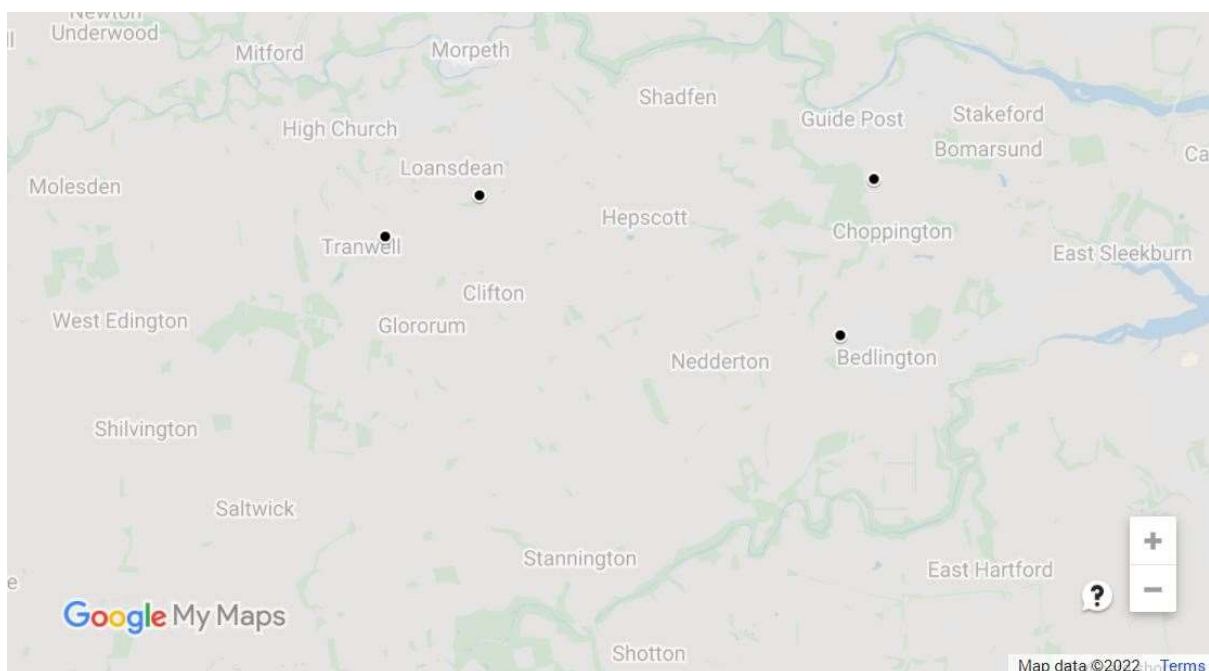 Newton
Underwood
Mitford
Morpeth
Shadfen
Guide Post
Stakeford
High Church
Bomarsund
Ca
Loansdean
Molesden
Hepscott
Choppington
Tranwell
East Sleekburn
Clifton
West Edington
Glororum
Nedderton
Bedlington
Shilvington
Saltwick
Stannington
East Hartford
+
−
?
e
Google My Maps
Shotton
Map data ©2022
Terms